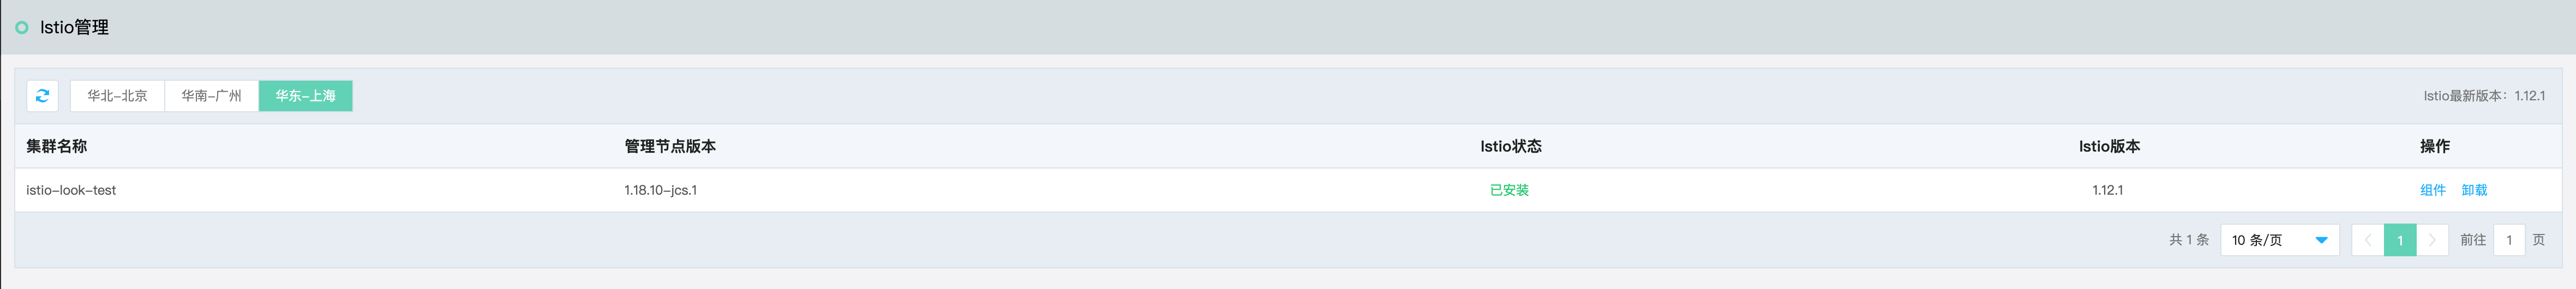 Istio管理
华北-北京 华南-广州 华东-上海 Istio最新版本：1.12.1
集群名称 管理节点版本 Istio状态 Istio版本 操作
istio-look-test 1.18.10-jcs.1 已安装 1.12.1 组件 卸载
共 1 条 10 条/页 1 前往 1 页